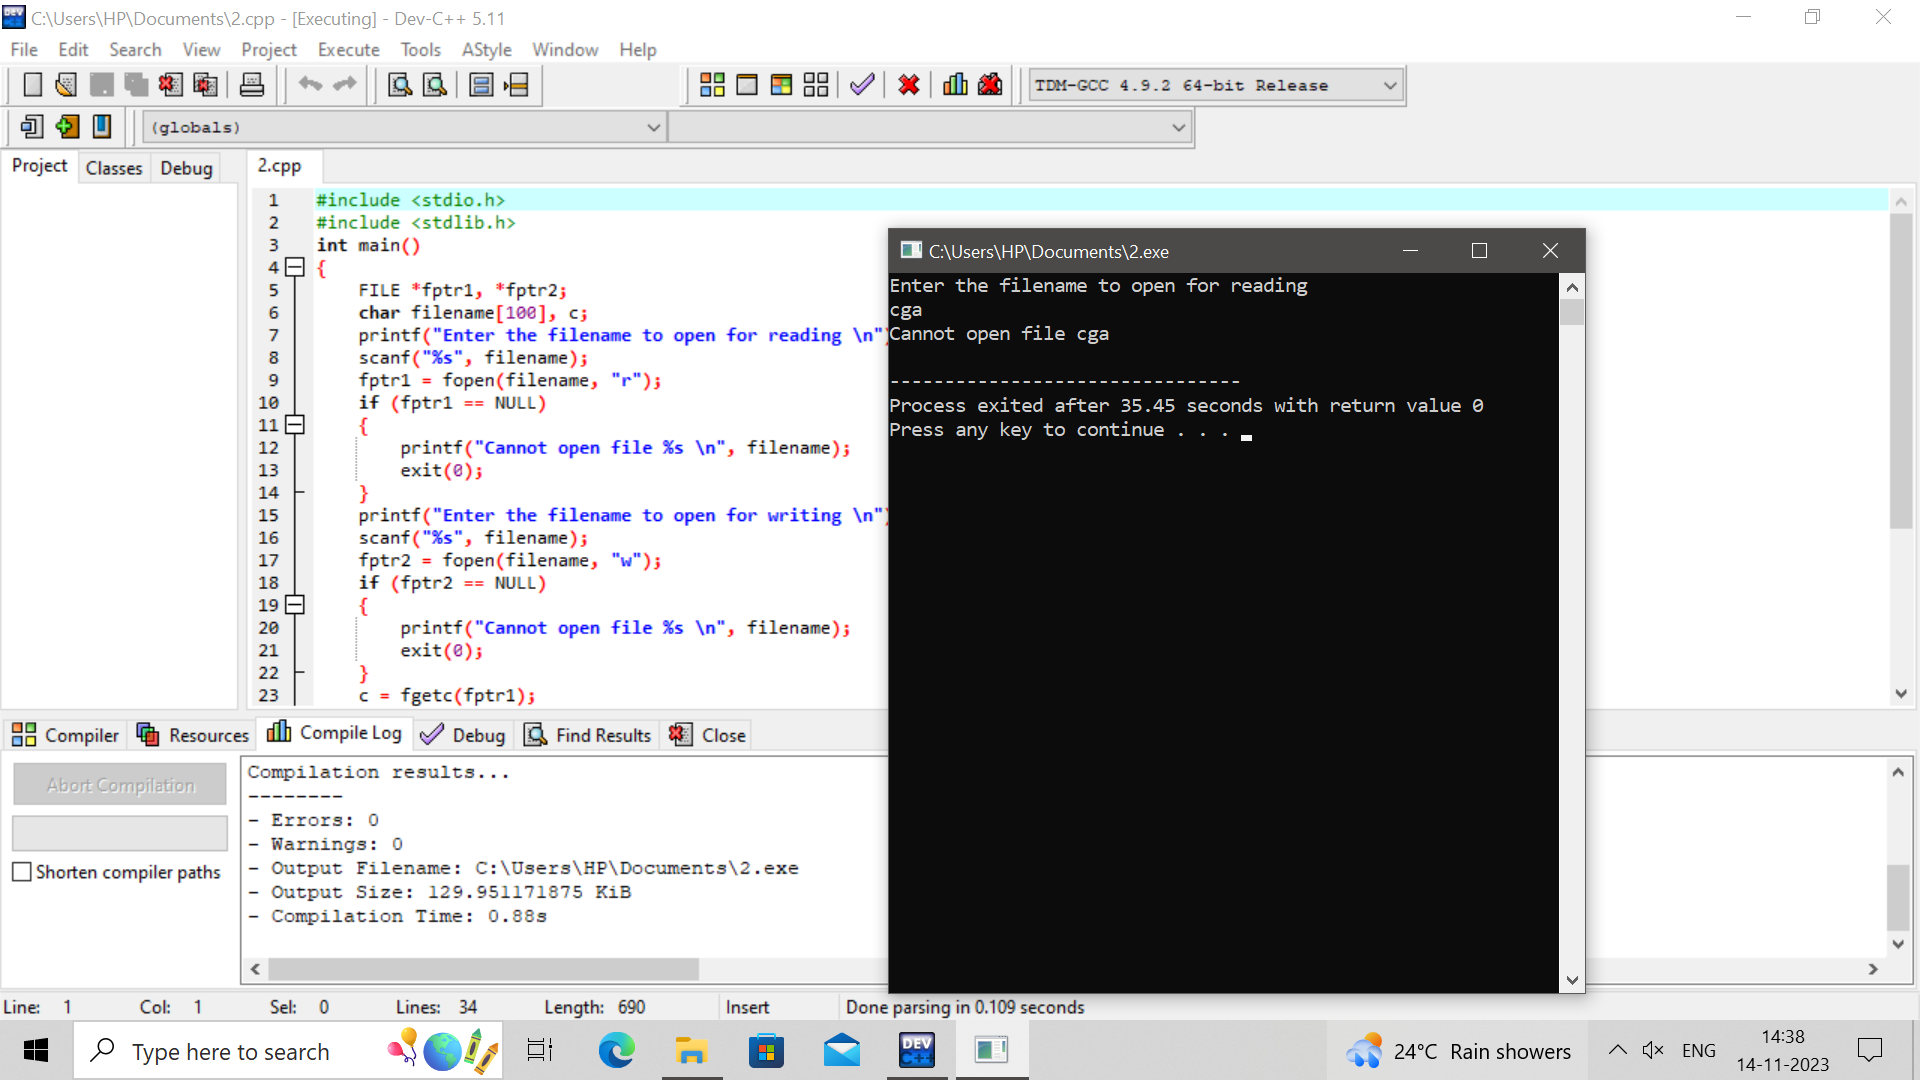 C:\Users\HP\Documents\2.cpp - [Executing] - Dev-C++ 5.11
File Edit Search View Project Execute Tools AStyle Window Help
TDM-GCC 4.9.2 64-bit Release
(globals)
Project Classes Debug
2.cpp
1 #include <stdio.h>
2 #include <stdlib.h>
3 int main()
4 {
5 FILE *fptr1, *fptr2;
6 char filename[100], c;
7 printf("Enter the filename to open for reading \n")
8 scanf("%s", filename);
9 fptr1 = fopen(filename, "r");
10 if (fptr1 == NULL)
11 {
12 printf("Cannot open file %s \n", filename);
13 exit(0);
14 }
15 printf("Enter the filename to open for writing \n")
16 scanf("%s", filename);
17 fptr2 = fopen(filename, "w");
18 if (fptr2 == NULL)
19 {
20 printf("Cannot open file %s \n", filename);
21 exit(0);
22 }
23 c = fgetc(fptr1);
C:\Users\HP\Documents\2.exe
Enter the filename to open for reading
cga
Cannot open file cga
--------------------------------
Process exited after 35.45 seconds with return value 0
Press any key to continue . . .
Compiler Resources Compile Log Debug Find Results Close
Abort Compilation
Shorten compiler paths
Compilation results...
--------
- Errors: 0
- Warnings: 0
- Output Filename: C:\Users\HP\Documents\2.exe
- Output Size: 129.951171875 KiB
- Compilation Time: 0.88s
Line: 1 Col: 1 Sel: 0 Lines: 34 Length: 690 Insert Done parsing in 0.109 seconds
Type here to search
DEV
C++
24°C Rain showers
ENG
14:38
14-11-2023